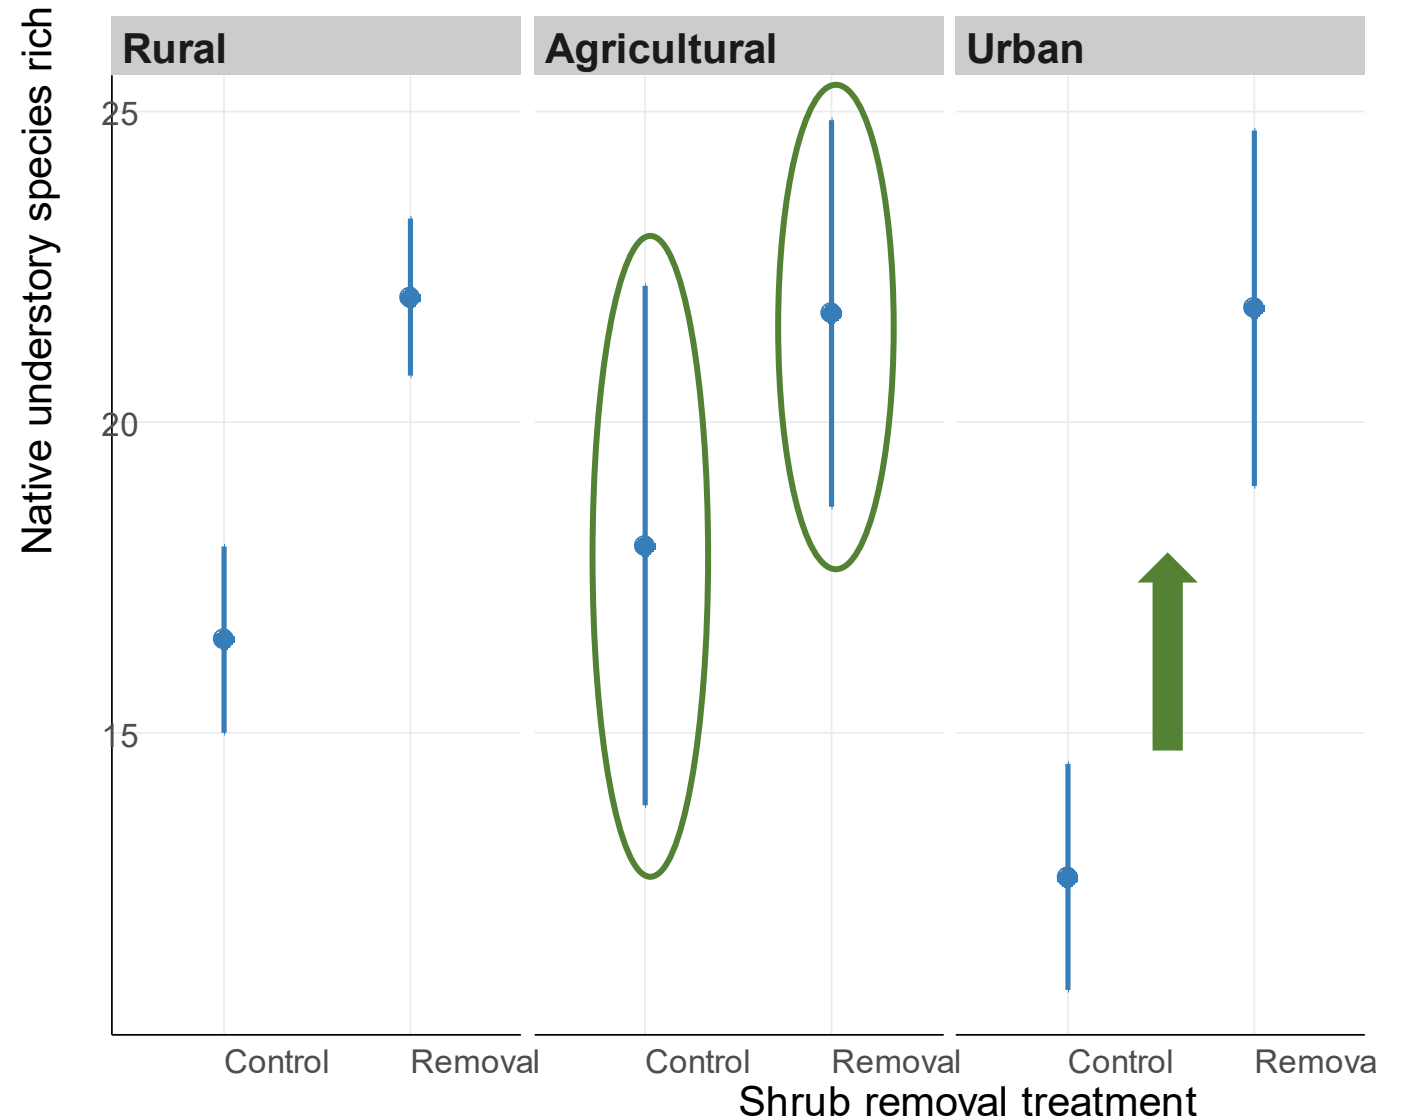 Native understory species rich
Rural
Agricultural
Urban
25
20
15
Control
Removal
Control
Removal
Control
Remova
Shrub removal treatment